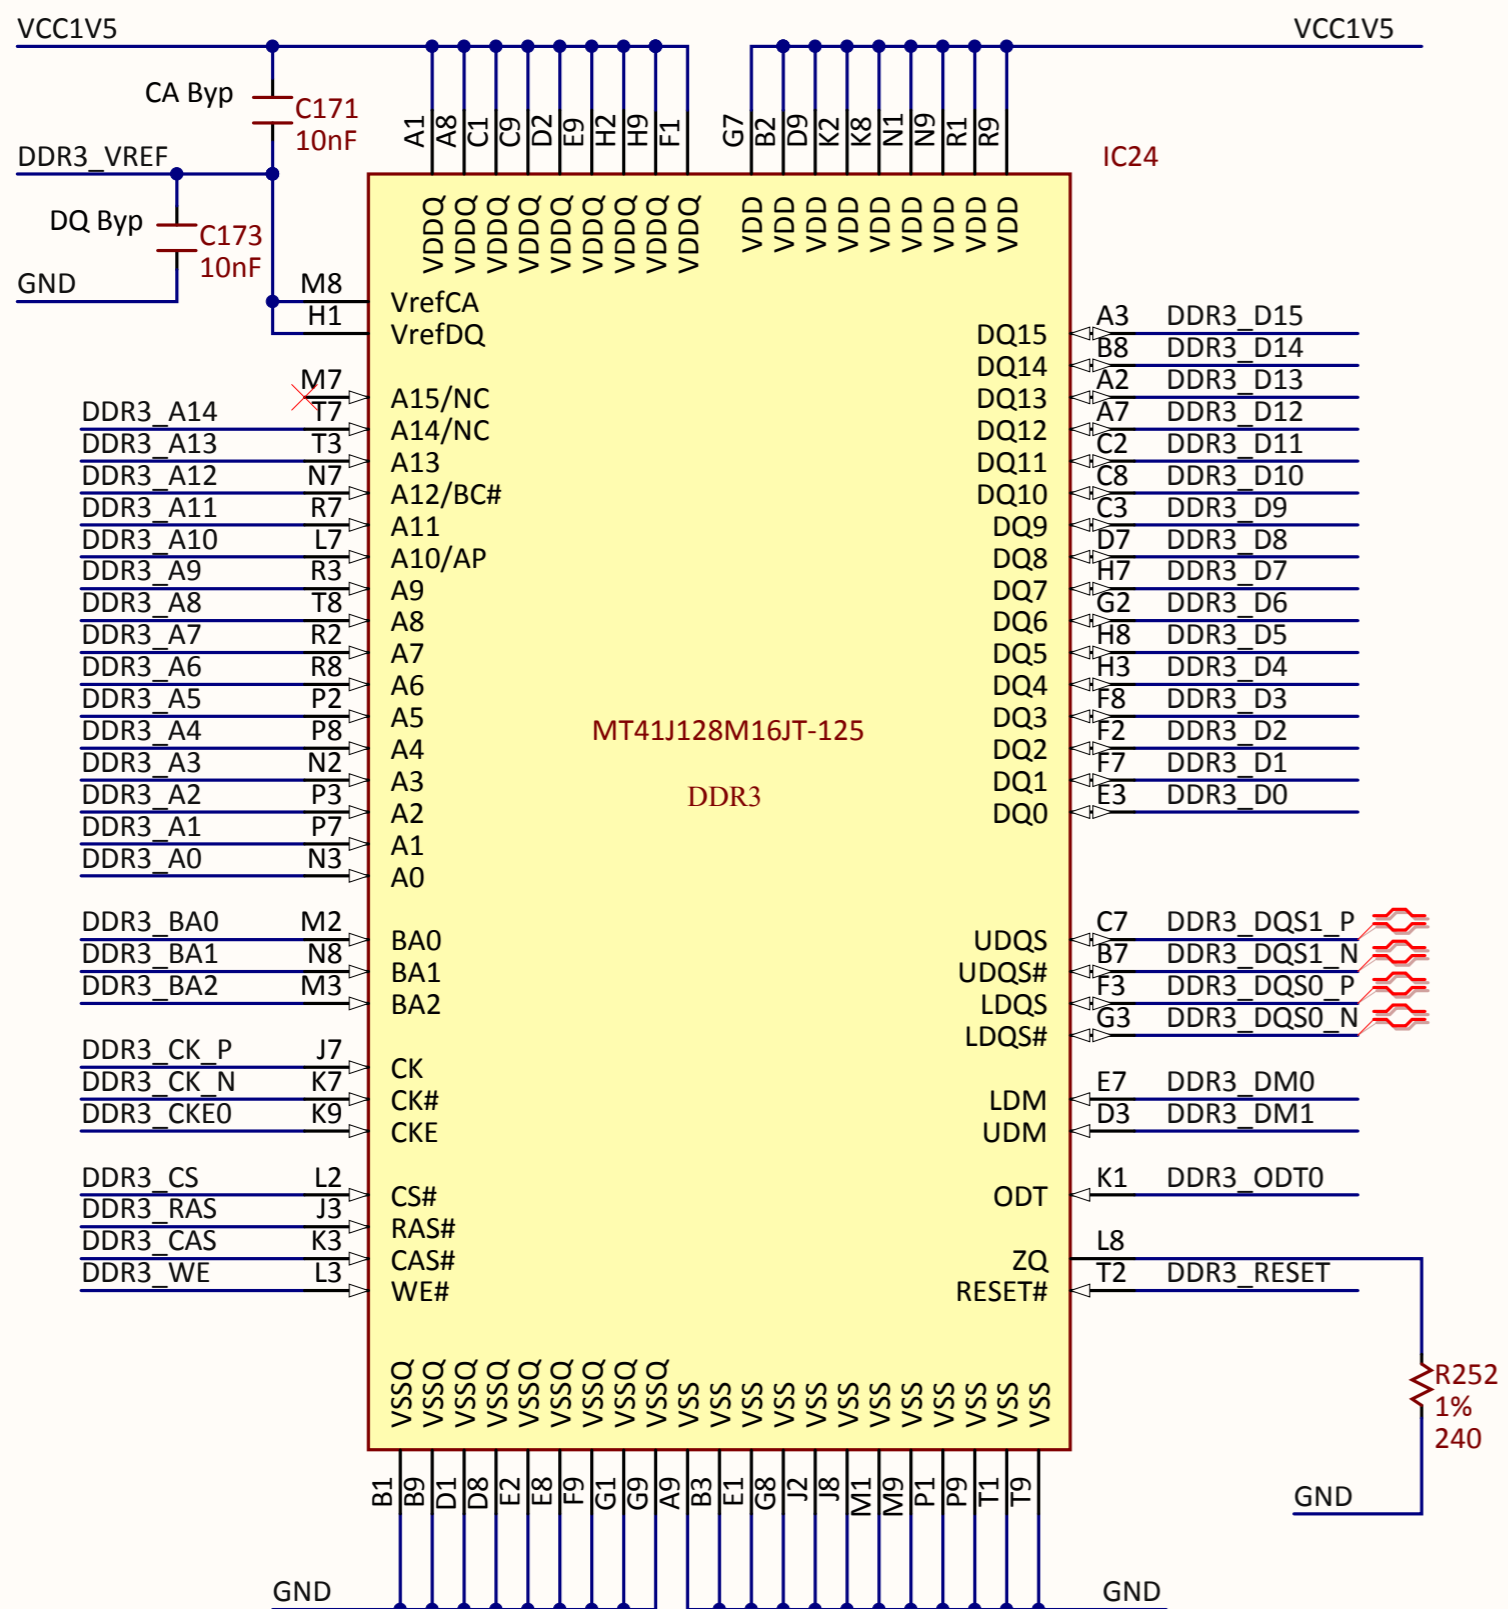 VCC1V5
VCC1V5
CA Byp
C171
10nF
DDR3_VREF
DQ Byp
C173
10nF
GND
IC24
A1 A8 C1 C9 D2 E9 H2 H9 F1
G7 B2 D9 K2 K8 N1 N9 R1 R9
VDDQ VDDQ VDDQ VDDQ VDDQ VDDQ VDDQ VDDQ VDDQ
VDD VDD VDD VDD VDD VDD VDD VDD VDD
M8 VrefCA
H1 VrefDQ
M7 A15/NC
DDR3_A14 T7 A14/NC
DDR3_A13 T3 A13
DDR3_A12 N7 A12/BC#
DDR3_A11 R7 A11
DDR3_A10 L7 A10/AP
DDR3_A9 R3 A9
DDR3_A8 T8 A8
DDR3_A7 R2 A7
DDR3_A6 R8 A6
DDR3_A5 P2 A5
DDR3_A4 P8 A4
DDR3_A3 N2 A3
DDR3_A2 P3 A2
DDR3_A1 P7 A1
DDR3_A0 N3 A0
DDR3_BA0 M2 BA0
DDR3_BA1 N8 BA1
DDR3_BA2 M3 BA2
DDR3_CK_P J7 CK
DDR3_CK_N K7 CK#
DDR3_CKE0 K9 CKE
DDR3_CS L2 CS#
DDR3_RAS J3 RAS#
DDR3_CAS K3 CAS#
DDR3_WE L3 WE#
MT41J128M16JT-125
DDR3
DQ15 A3 DDR3_D15
DQ14 B8 DDR3_D14
DQ13 A2 DDR3_D13
DQ12 A7 DDR3_D12
DQ11 C2 DDR3_D11
DQ10 C8 DDR3_D10
DQ9 C3 DDR3_D9
DQ8 D7 DDR3_D8
DQ7 H7 DDR3_D7
DQ6 G2 DDR3_D6
DQ5 H8 DDR3_D5
DQ4 H3 DDR3_D4
DQ3 F8 DDR3_D3
DQ2 F2 DDR3_D2
DQ1 F7 DDR3_D1
DQ0 E3 DDR3_D0
UDQS C7 DDR3_DQS1_P
UDQS# B7 DDR3_DQS1_N
LDQS F3 DDR3_DQS0_P
LDQS# G3 DDR3_DQS0_N
LDM E7 DDR3_DM0
UDM D3 DDR3_DM1
ODT K1 DDR3_ODT0
ZQ L8
RESET# T2 DDR3_RESET
R252
1%
240
GND
VSSQ VSSQ VSSQ VSSQ VSSQ VSSQ VSSQ VSSQ VSSQ VSS VSS VSS VSS VSS VSS VSS VSS VSS VSS VSS VSS
B1 B9 D1 D8 E2 E8 F9 G1 G9 A9 B3 E1 G8 J2 J8 M1 M9 P1 P9 T1 T9
GND
GND